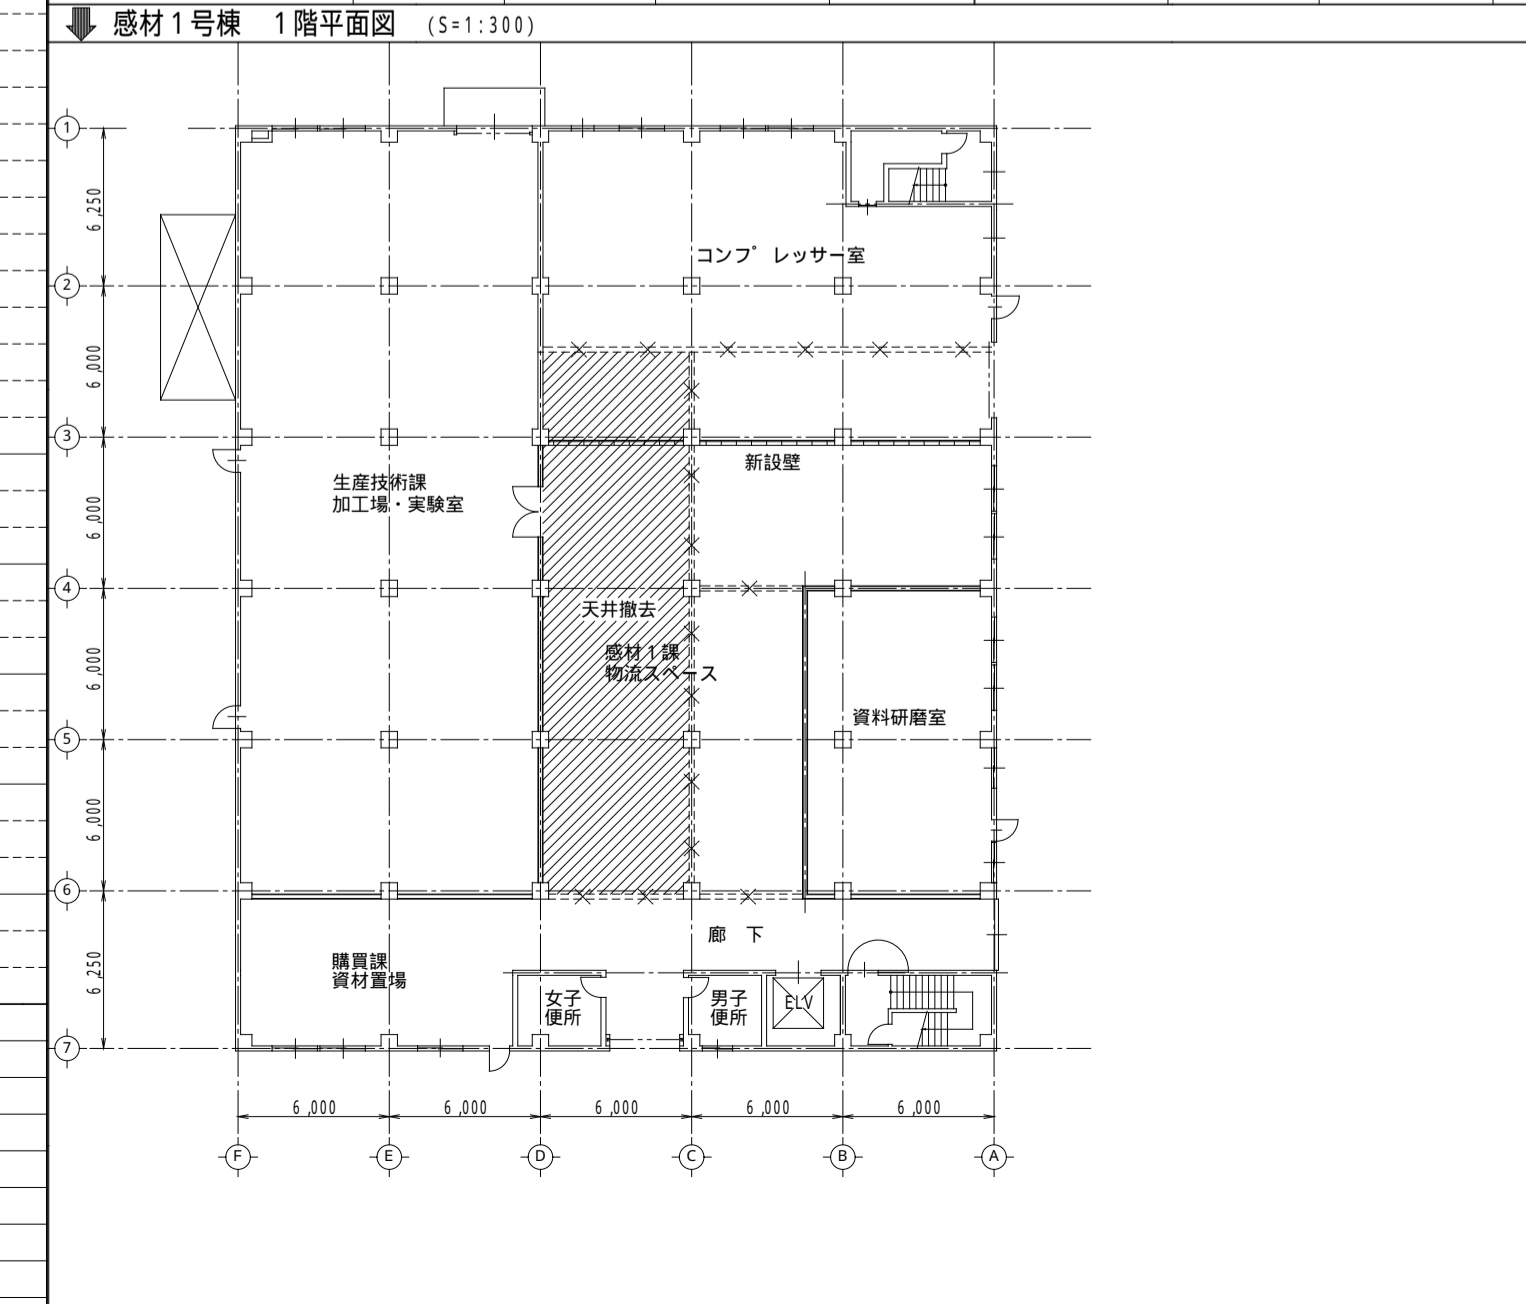 感材1号棟　1階平面図　(S=1:300)
1
6,250
コンプ゜レッサー室
2
6,000
3
新設壁
生産技術課
加工場・実験室
6,000
4
天井撤去
感材1課
物流スペース
6,000
資料研磨室
5
6,000
6
廊　下
購買課
資材置場
6,250
女子
便所
男子
便所
ELV
7
6,000　6,000　6,000　6,000　6,000
F　E　D　C　B　A